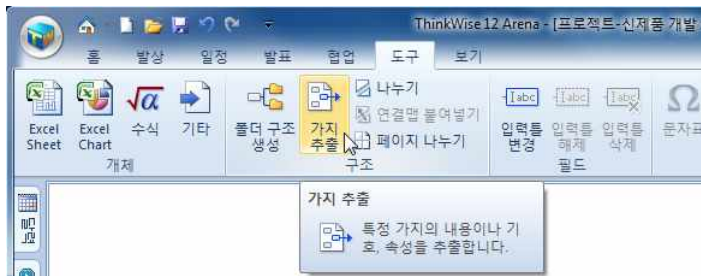 ThinkWise 12 Arena - [프로젝트-신제품 개발
홈 발상 일정 발표 협업 도구 보기
Excel Sheet
Excel Chart
√α
수식
기타
개체
폴더 구조 생성
가지 추출
나누기
연결맵 붙여넣기
페이지 나누기
구조
[abc]
입력틀 변경
[abc]
입력틀 해제
[abc]
입력틀 삭제
필드
Ω
문자표
가지 추출
특정 가지의 내용이나 기
호, 속성을 추출합니다.